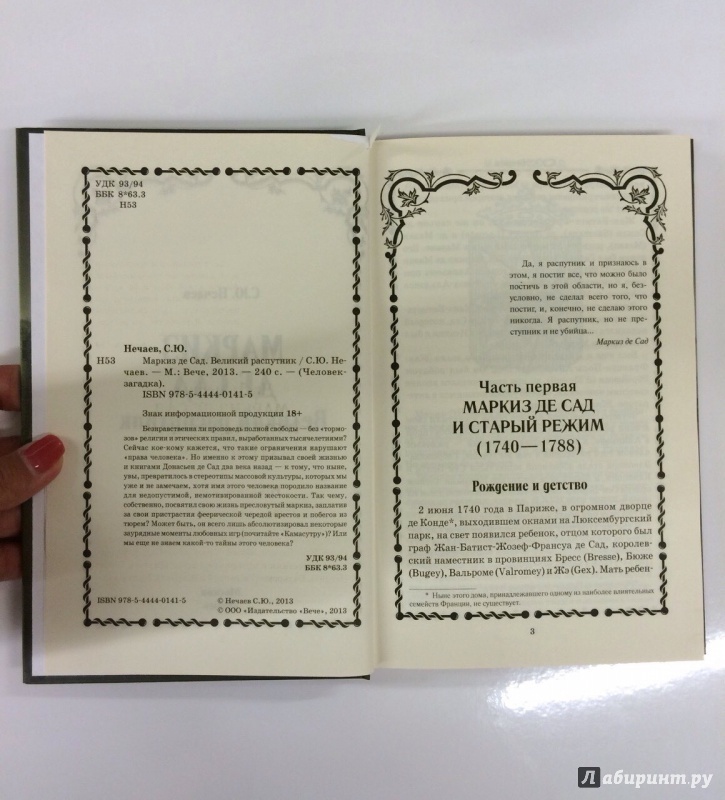 УДК 93/94
ББК 8*63.3
Н53
Нечаев, С.Ю.
Н53 Маркиз де Сад. Великий распутник / С.Ю. Не-
чаев. — М.: Вече, 2013. — 240 с. — (Человек-
загадка).
ISBN 978-5-4444-0141-5
Знак информационной продукции 18+
Безнравственна ли проповедь полной свободы — без «тормо-
зов» религии и этических правил, выработанных тысячелетиями?
Сейчас кое кому кажется, что такие ограничения нарушают
«права человека». Но именно к этому призывал своей жизнью
и книгами Донасьен де Сад два века назад — к тому, что ныне,
увы, превратилось в стереотипы массовой культуры, которых мы
уже и не замечаем, хотя имя этого человека породило название
для недопустимой, немотивированной жестокости. Так чему,
собственно, посвятил свою жизнь пресловутый маркиз, заплатив
за свои пристрастия феерической чередой арестов и побегов из
тюрем? Может быть, он всего лишь абсолютизировал некоторые
заурядные моменты любовных игр (почитайте «Камасутру»)? Или
мы еще не знаем какой-то тайны этого человека?
УДК 93/94
ББК 8*63.3
ISBN 978-5-4444-0141-5
© Нечаев С.Ю., 2013
© ООО «Издательство «Вече», 2013
Да, я распутник и признаюсь в
этом, я постиг все, что можно было
постичь в этой области, но я, без-
условно, не сделал всего того, что
постиг, и, конечно, не сделаю этого
никогда. Я распутник, но не пре-
ступник и не убийца...
Маркиз де Сад
Часть первая
МАРКИЗ ДЕ САД
И СТАРЫЙ РЕЖИМ
(1740—1788)
Рождение и детство
2 июня 1740 года в Париже, в огромном дворце
де Конде*, выходившем окнами на Люксембургский
парк, на свет появился ребенок, отцом которого был
граф Жан-Батист-Жозеф-Франсуа де Сад, королев-
ский наместник в провинциях Бресс (Bresse), Бюже
(Bugey), Вальроме (Valromey) и Жэ (Gex). Мать ребен-
* Ныне этого дома, принадлежавшего одному из наиболее влиятельных
семейств Франции, не существует.
3
Лабиринт.ру